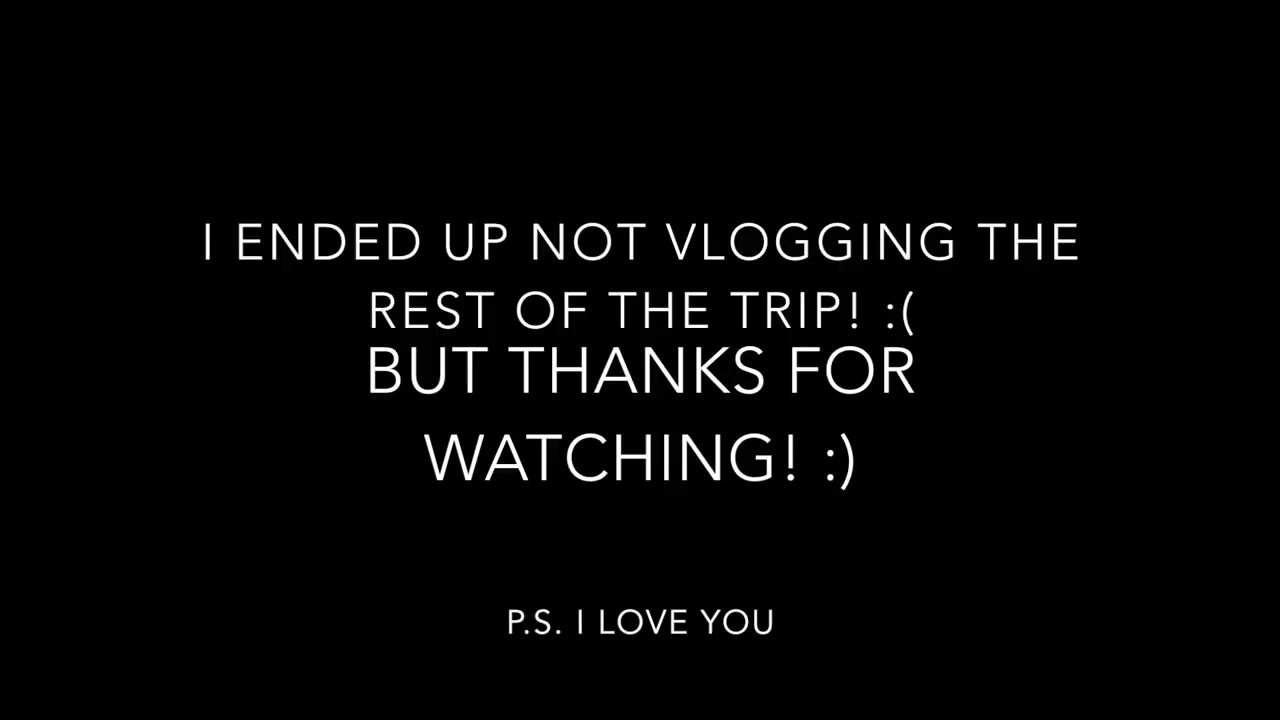 I ENDED UP NOT VLOGGING THE
REST OF THE TRIP! :(
BUT THANKS FOR
WATCHING! :)
P.S. I LOVE YOU